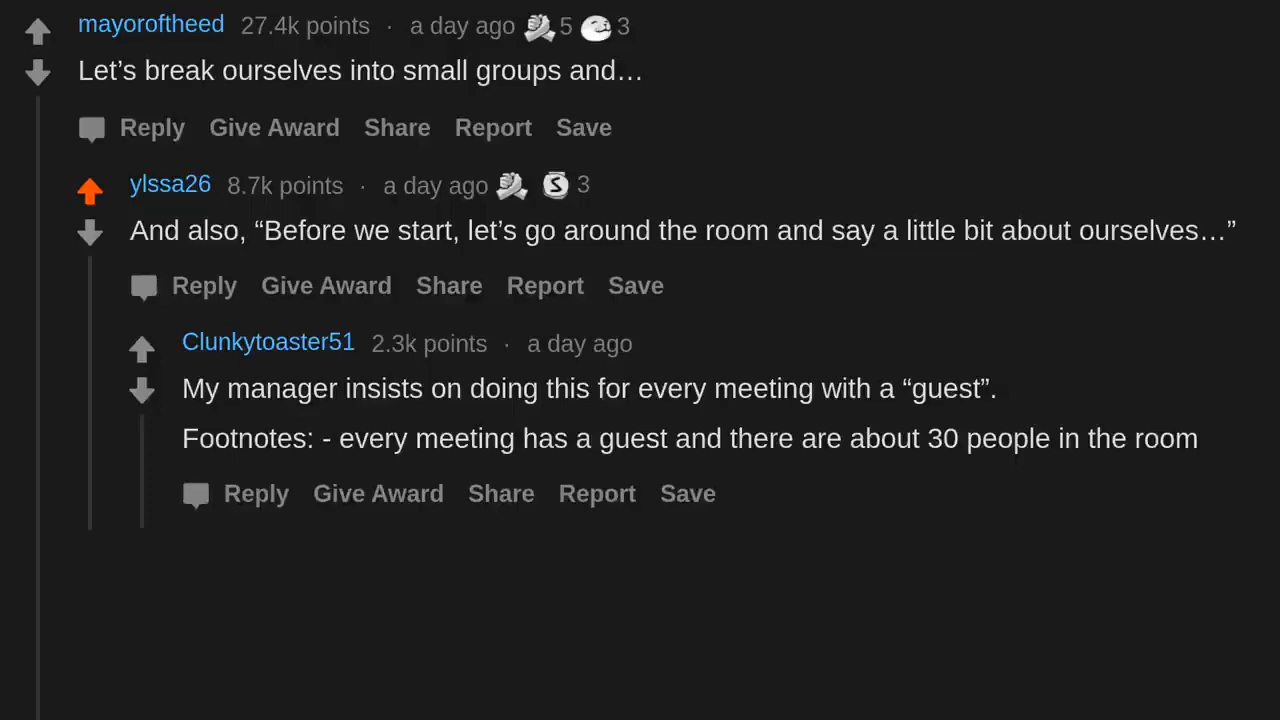 mayoroftheed 27.4k points · a day ago 5 3
Let’s break ourselves into small groups and…
Reply Give Award Share Report Save
ylssa26 8.7k points · a day ago S 3
And also, “Before we start, let’s go around the room and say a little bit about ourselves…”
Reply Give Award Share Report Save
Clunkytoaster51 2.3k points · a day ago
My manager insists on doing this for every meeting with a “guest”.
Footnotes: - every meeting has a guest and there are about 30 people in the room
Reply Give Award Share Report Save